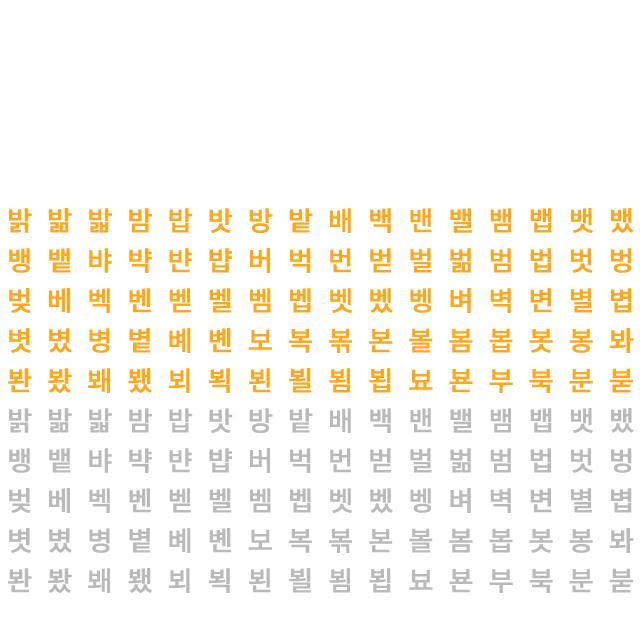 밝 밞 밟 밤 밥 밧 방 밭 배 백 밴 밸 뱀 뱁 뱃 뱄
뱅 뱉 뱌 뱍 뱐 뱝 버 벅 번 벋 벌 벎 범 법 벗 벙
벚 베 벡 벤 벧 벨 벰 벱 벳 벴 벵 벼 벽 변 별 볍
볏 볐 병 볕 볘 볜 보 복 볶 본 볼 봄 봅 봇 봉 봐
봔 봤 봬 뵀 뵈 뵉 뵌 뵐 뵘 뵙 뵤 뵨 부 북 분 붇
밝 밞 밟 밤 밥 밧 방 밭 배 백 밴 밸 뱀 뱁 뱃 뱄
뱅 뱉 뱌 뱍 뱐 뱝 버 벅 번 벋 벌 벎 범 법 벗 벙
벚 베 벡 벤 벧 벨 벰 벱 벳 벴 벵 벼 벽 변 별 볍
볏 볐 병 볕 볘 볜 보 복 볶 본 볼 봄 봅 봇 봉 봐
봔 봤 봬 뵀 뵈 뵉 뵌 뵐 뵘 뵙 뵤 뵨 부 북 분 붇